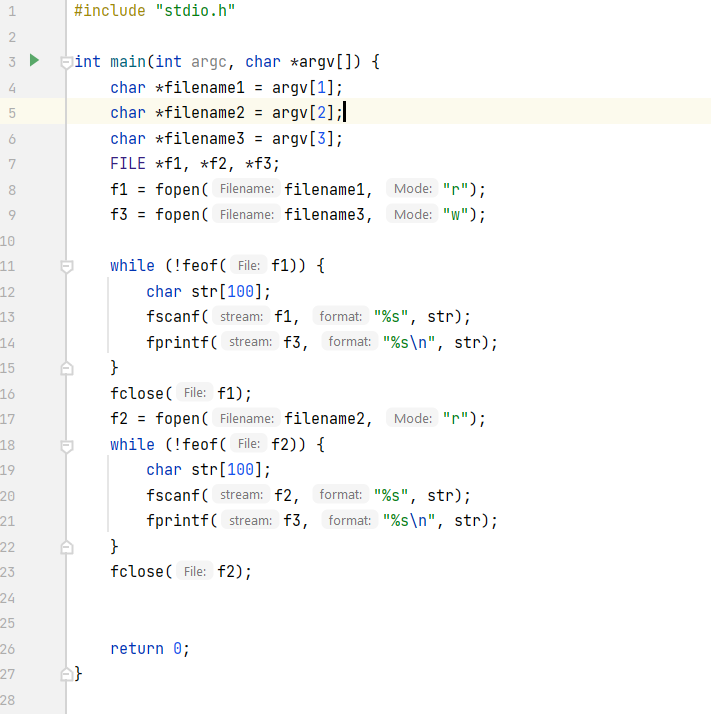 1 #include "stdio.h"
2
3 int main(int argc, char *argv[]) {
4 char *filename1 = argv[1];
5 char *filename2 = argv[2];
6 char *filename3 = argv[3];
7 FILE *f1, *f2, *f3;
8 f1 = fopen( Filename: filename1, Mode: "r");
9 f3 = fopen( Filename: filename3, Mode: "w");
10
11 while (!feof( File: f1)) {
12 char str[100];
13 fscanf( stream: f1, format: "%s", str);
14 fprintf( stream: f3, format: "%s\n", str);
15 }
16 fclose( File: f1);
17 f2 = fopen( Filename: filename2, Mode: "r");
18 while (!feof( File: f2)) {
19 char str[100];
20 fscanf( stream: f2, format: "%s", str);
21 fprintf( stream: f3, format: "%s\n", str);
22 }
23 fclose( File: f2);
24
25
26 return 0;
27 }
28